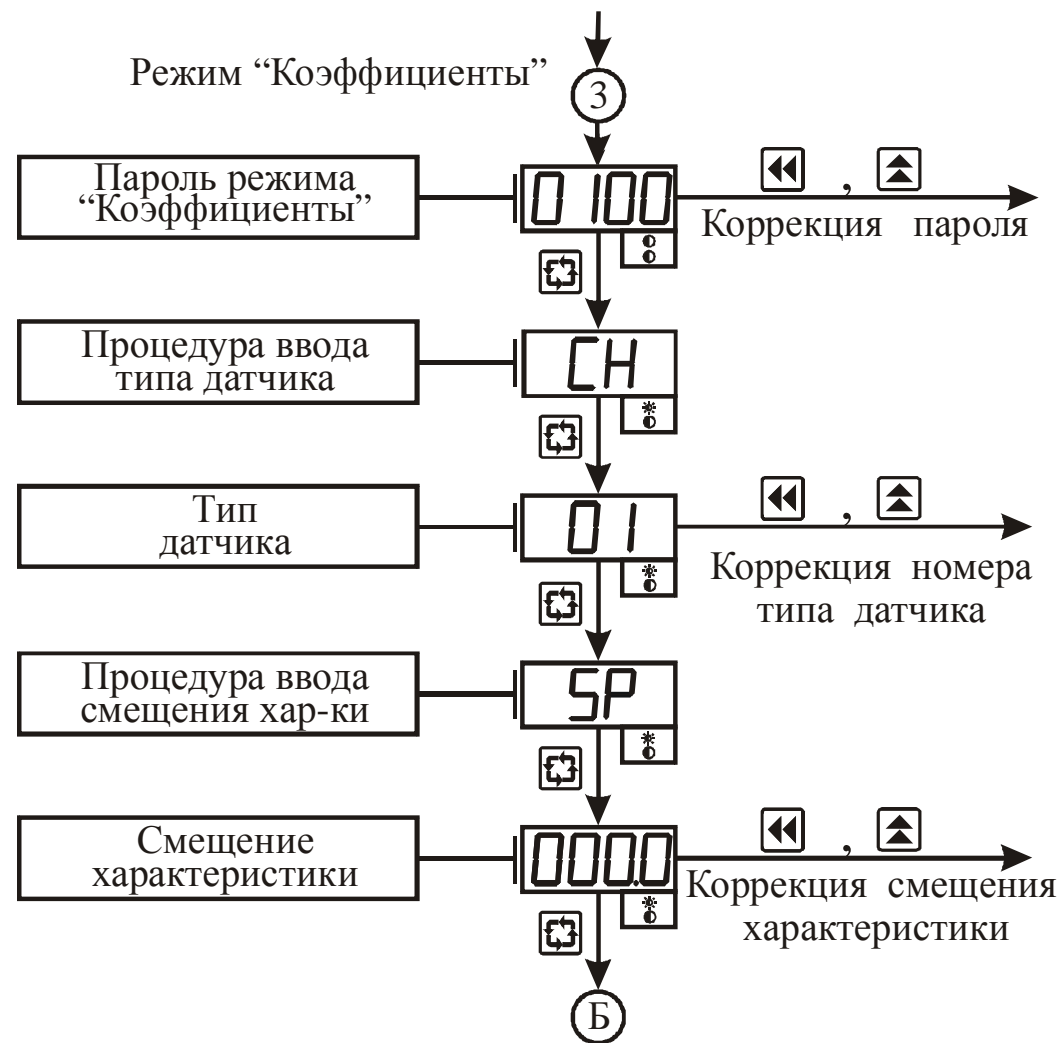 Режим “Коэффициенты”
3
Пароль режима
“Коэффициенты”
0100
,
Коррекция пароля
Процедура ввода
типа датчика
CH
Тип
датчика
01
,
Коррекция номера
типа датчика
Процедура ввода
смещения хар-ки
SP
Смещение
характеристики
000.0
,
Коррекция смещения
характеристики
Б